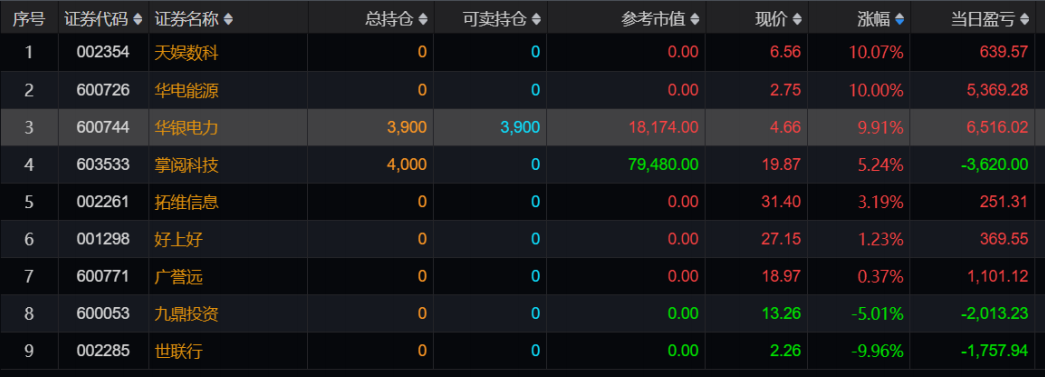 序号 证券代码 证券名称 总持仓 可卖持仓 参考市值 现价 涨幅 当日盈亏
1 002354 天娱数科 0 0 0.00 6.56 10.07% 639.57
2 600726 华电能源 0 0 0.00 2.75 10.00% 5,369.28
3 600744 华银电力 3,900 3,900 18,174.00 4.66 9.91% 6,516.02
4 603533 掌阅科技 4,000 0 79,480.00 19.87 5.24% -3,620.00
5 002261 拓维信息 0 0 0.00 31.40 3.19% 251.31
6 001298 好上好 0 0 0.00 27.15 1.23% 369.55
7 600771 广誉远 0 0 0.00 18.97 0.37% 1,101.12
8 600053 九鼎投资 0 0 0.00 13.26 -5.01% -2,013.23
9 002285 世联行 0 0 0.00 2.26 -9.96% -1,757.94